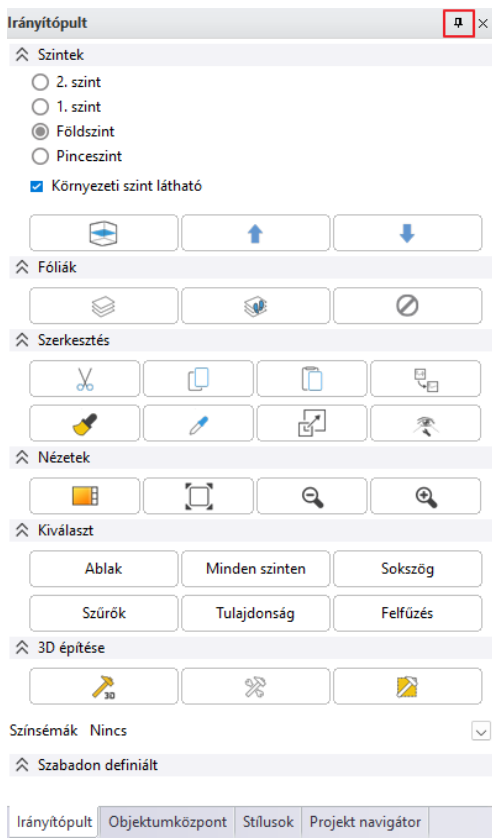 Irányítópult
Szintek
2. szint
1. szint
Földszint
Pinceszint
Környezeti szint látható
Fóliák
Szerkesztés
Nézetek
Kiválaszt
Ablak Minden szinten Sokszög
Szűrők Tulajdonság Felfűzés
3D építése
3D
Színsémák Nincs
Szabadon definiált
Irányítópult Objektumközpont Stílusok Projekt navigátor